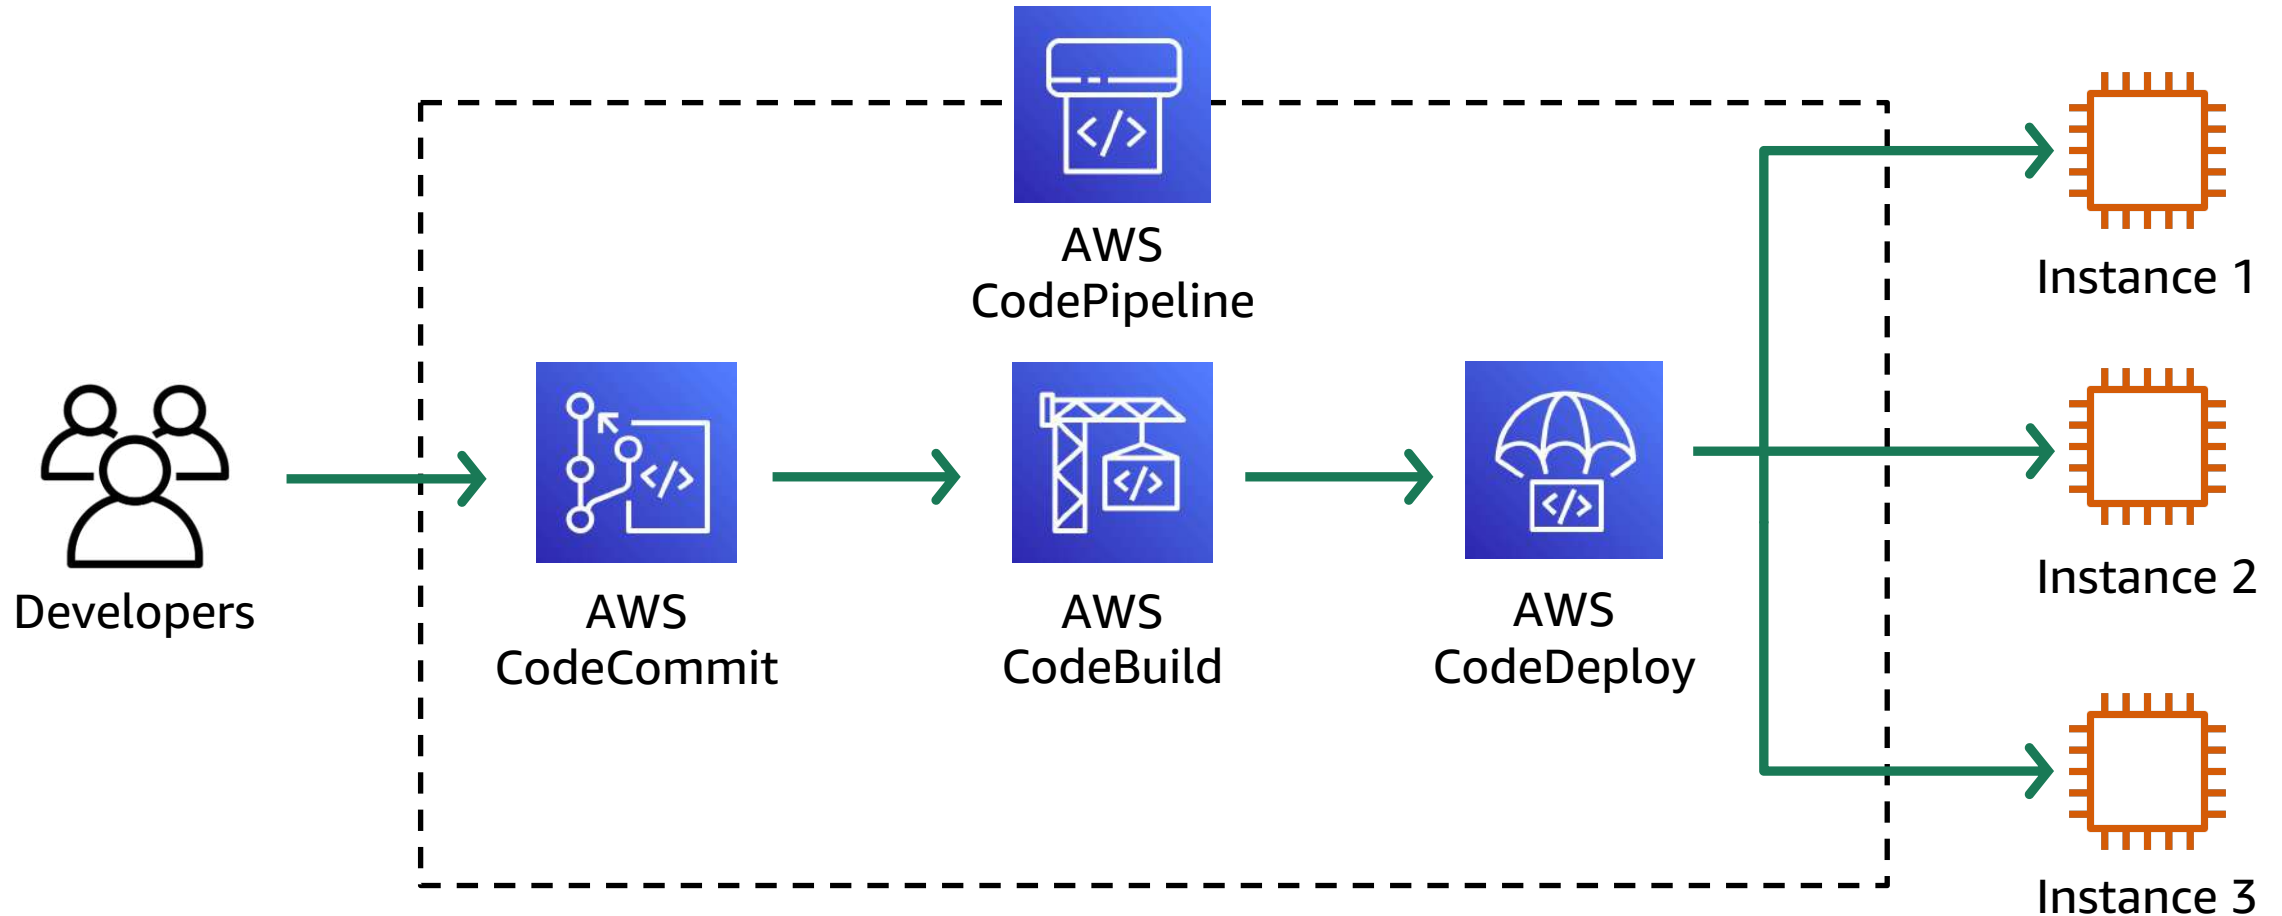 AWS
CodePipeline
Developers
AWS
CodeCommit
AWS
CodeBuild
AWS
CodeDeploy
Instance 1
Instance 2
Instance 3